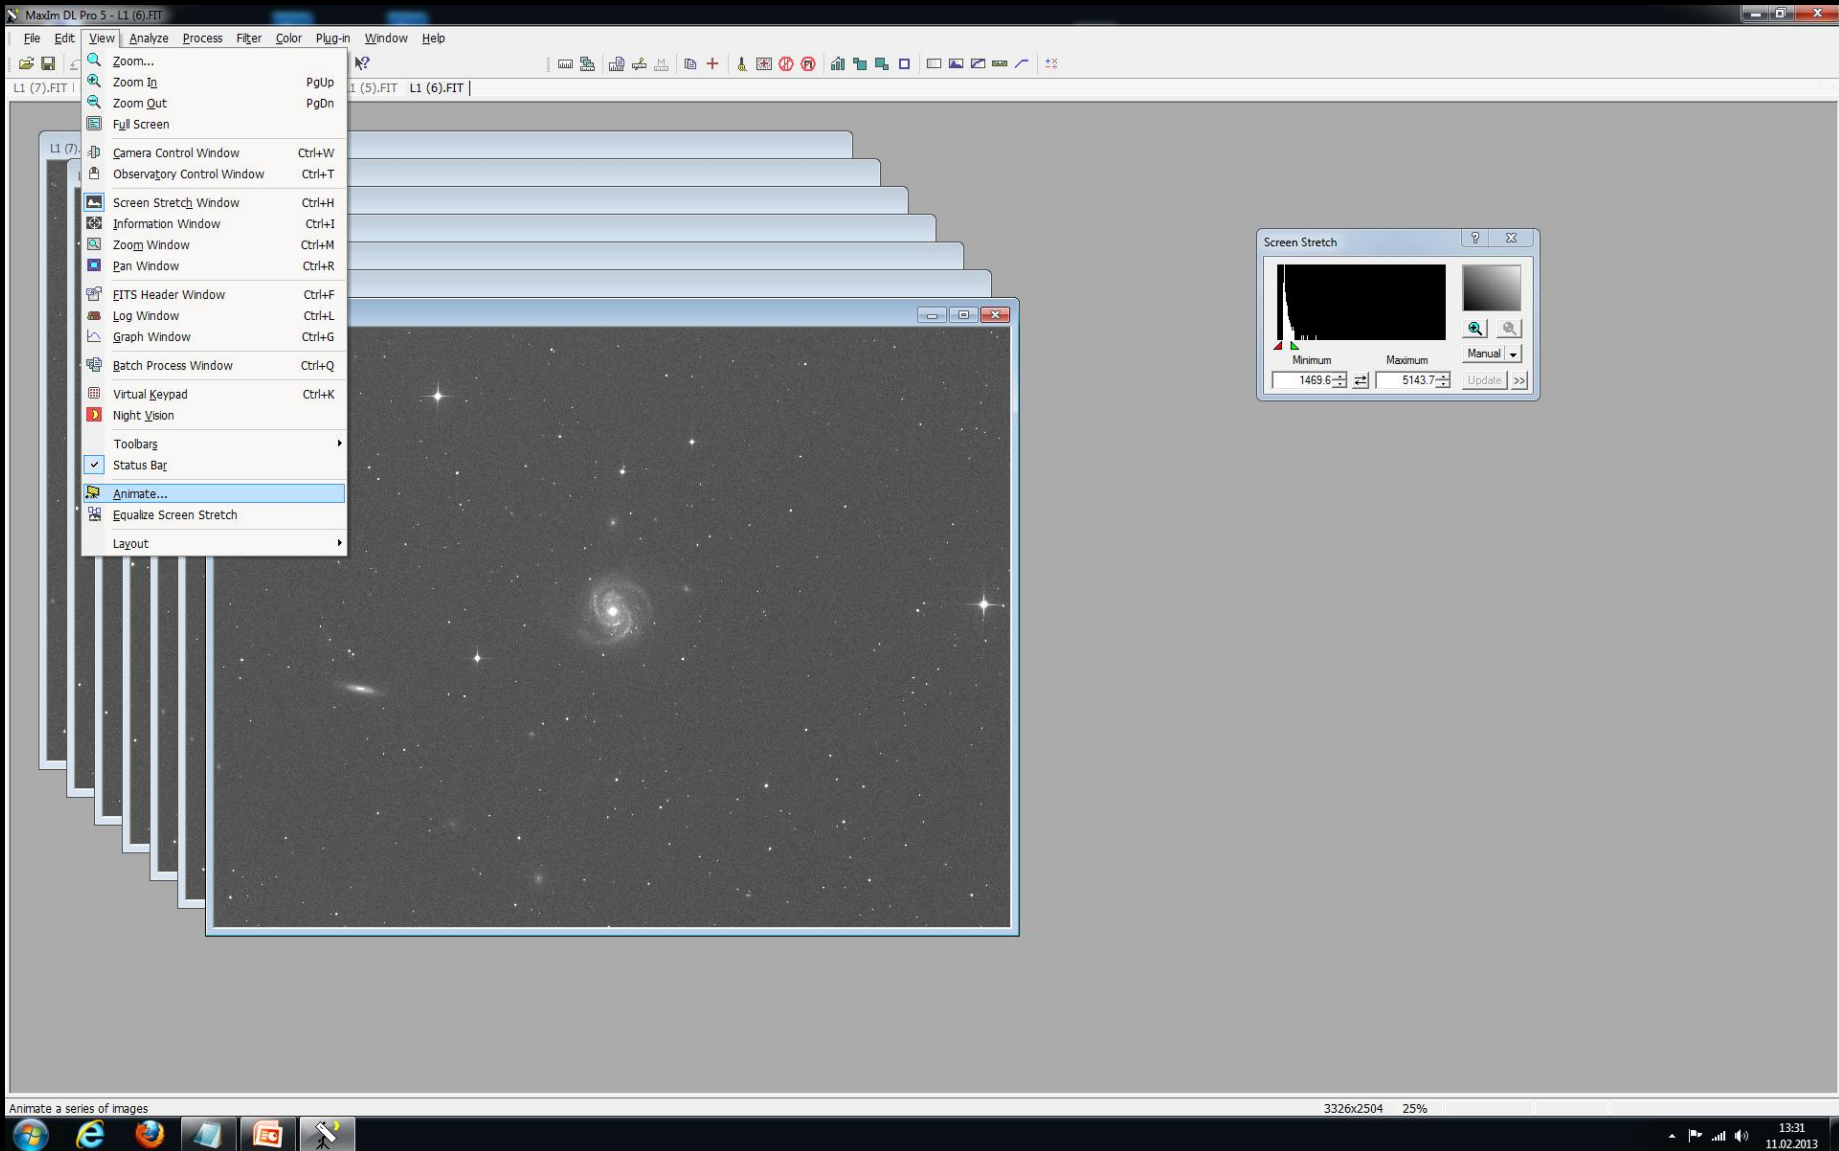 MaxIm DL Pro 5 - L1 (6).FIT
File Edit View Analyze Process Filter Color Plug-in Window Help
L1 (7).FIT
L1 (5).FIT L1 (6).FIT
Zoom...
Zoom In PgUp
Zoom Out PgDn
Full Screen
Camera Control Window Ctrl+W
Observatory Control Window Ctrl+T
Screen Stretch Window Ctrl+H
Information Window Ctrl+I
Zoom Window Ctrl+M
Pan Window Ctrl+R
FITS Header Window Ctrl+F
Log Window Ctrl+L
Graph Window Ctrl+G
Batch Process Window Ctrl+Q
Virtual Keypad Ctrl+K
Night Vision
Toolbars
Status Bar
Animate...
Equalize Screen Stretch
Layout
L1 (7).
Screen Stretch
Manual
Minimum Maximum
1469.6 5143.7 Update >>
Animate a series of images
3326x2504 25%
13:31
11.02.2013